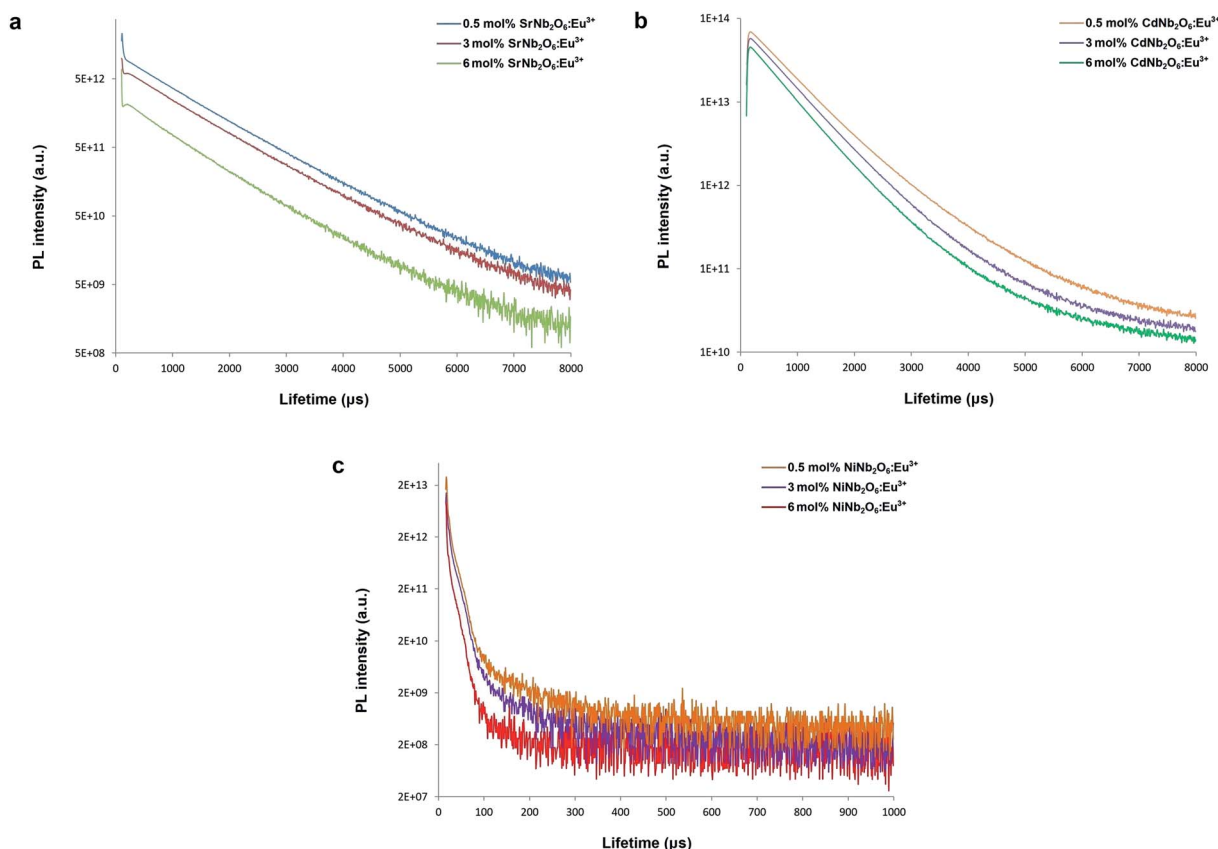 a
0.5 mol% SrNb₂O₆:Eu³⁺
3 mol% SrNb₂O₆:Eu³⁺
6 mol% SrNb₂O₆:Eu³⁺
PL intensity (a.u.)
5E+12
5E+11
5E+10
5E+09
5E+08
0 1000 2000 3000 4000 5000 6000 7000 8000
Lifetime (µs)
b
0.5 mol% CdNb₂O₆:Eu³⁺
3 mol% CdNb₂O₆:Eu³⁺
6 mol% CdNb₂O₆:Eu³⁺
PL intensity (a.u.)
1E+14
1E+13
1E+12
1E+11
1E+10
0 1000 2000 3000 4000 5000 6000 7000 8000
Lifetime (µs)
c
0.5 mol% NiNb₂O₆:Eu³⁺
3 mol% NiNb₂O₆:Eu³⁺
6 mol% NiNb₂O₆:Eu³⁺
PL intensity (a.u.)
2E+13
2E+12
2E+11
2E+10
2E+09
2E+08
2E+07
0 100 200 300 400 500 600 700 800 900 1000
Lifetime (µs)